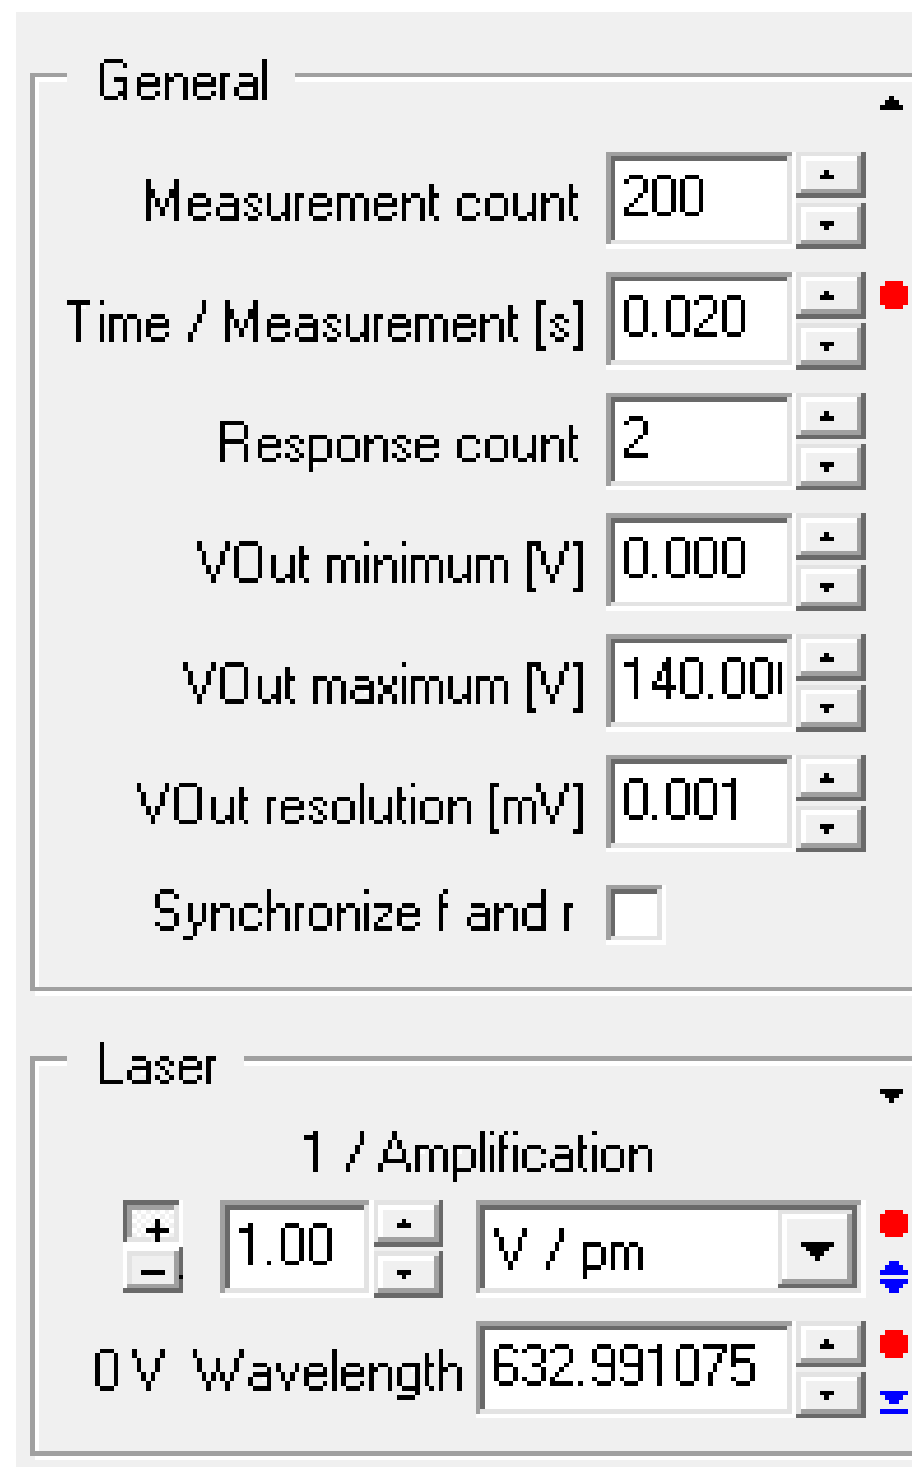 General
Measurement count 200
Time / Measurement [s] 0.020
Response count 2
VOut minimum [V] 0.000
VOut maximum [V] 140.00
VOut resolution [mV] 0.001
Synchronize f and r
Laser
1 / Amplification
+
- 1.00 V / pm
0 V Wavelength 632.991075